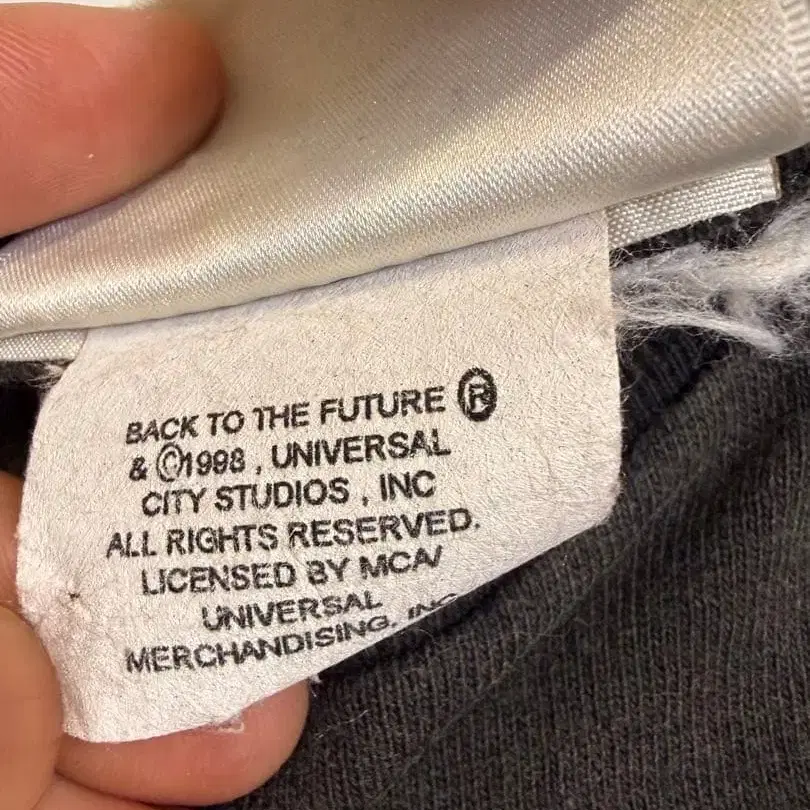 BACK TO THE FUTURE ®
& ©1998 , UNIVERSAL
CITY STUDIOS , INC
ALL RIGHTS RESERVED.
LICENSED BY MCA/
UNIVERSAL
MERCHANDISING, INC